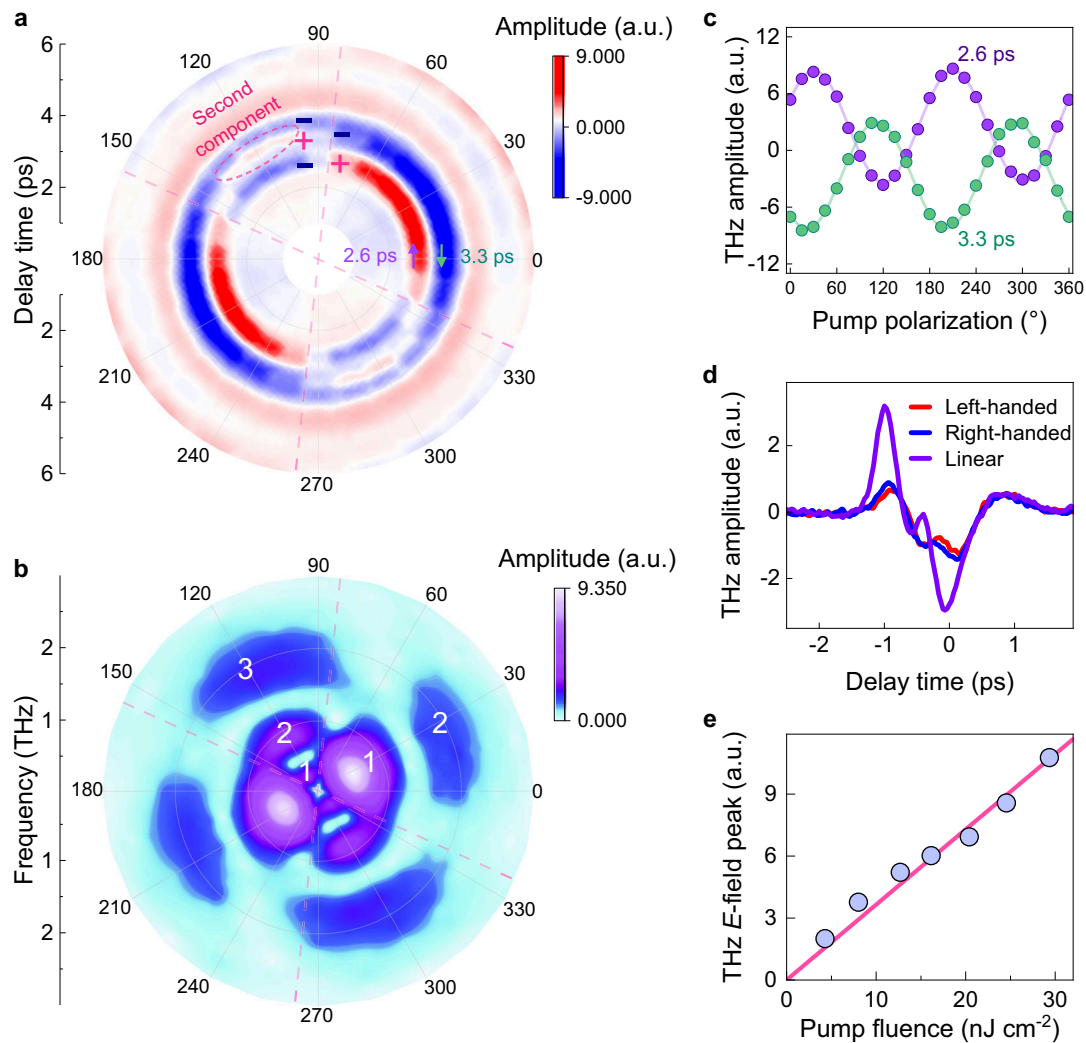 a
Amplitude (a.u.)
9.000
0.000
-9.000
Delay time (ps)
6
4
2
2
4
6
0
30
60
90
120
150
180
210
240
270
300
330
Second
component
−
+
−
−
+
2.6 ps
3.3 ps
b
Amplitude (a.u.)
9.350
0.000
Frequency (THz)
2
1
1
2
0
30
60
90
120
150
180
210
240
270
300
330
3
2
1
1
2
c
THz amplitude (a.u.)
12
6
0
-6
-12
2.6 ps
3.3 ps
0 60 120 180 240 300 360
Pump polarization (°)
d
THz amplitude (a.u.)
2
0
-2
Left-handed
Right-handed
Linear
-2 -1 0 1
Delay time (ps)
e
THz E-field peak (a.u.)
9
6
3
0
0 10 20 30
Pump fluence (nJ cm⁻²)